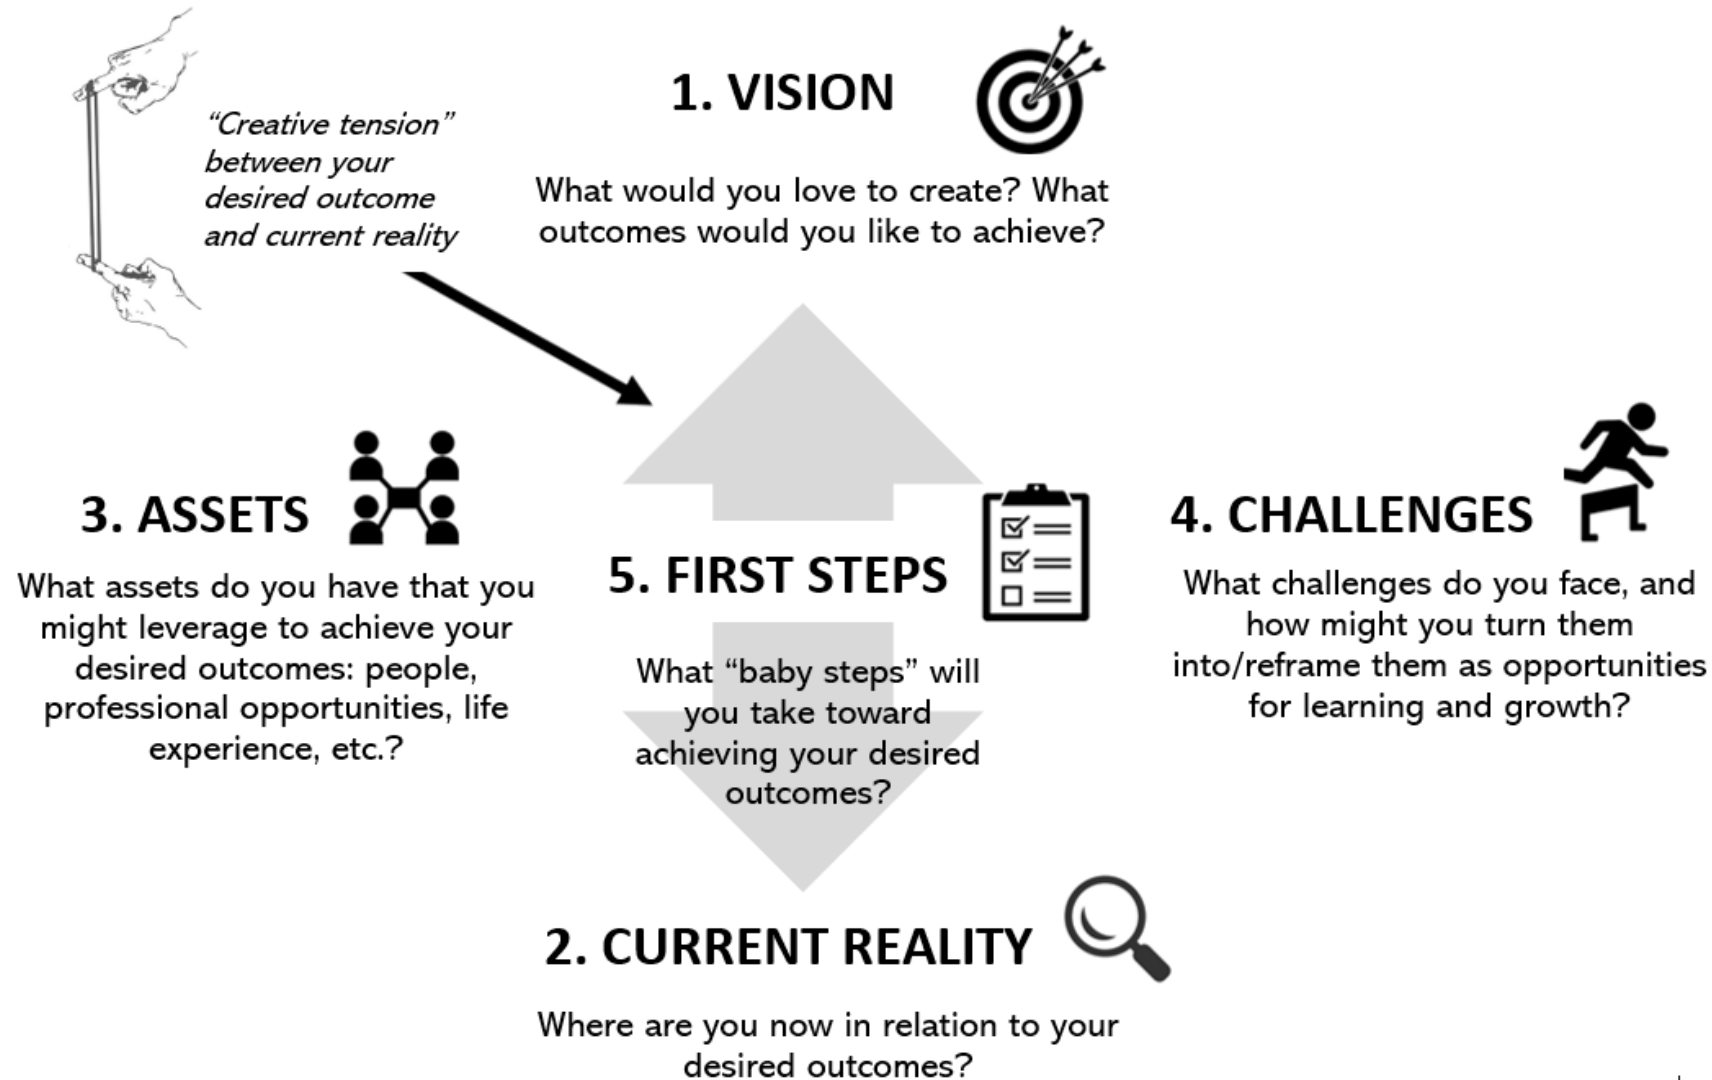 “Creative tension”
between your
desired outcome
and current reality
1. VISION
What would you love to create? What
outcomes would you like to achieve?
3. ASSETS
What assets do you have that you
might leverage to achieve your
desired outcomes: people,
professional opportunities, life
experience, etc.?
5. FIRST STEPS
What “baby steps” will
you take toward
achieving your desired
outcomes?
4. CHALLENGES
What challenges do you face, and
how might you turn them
into/reframe them as opportunities
for learning and growth?
2. CURRENT REALITY
Where are you now in relation to your
desired outcomes?